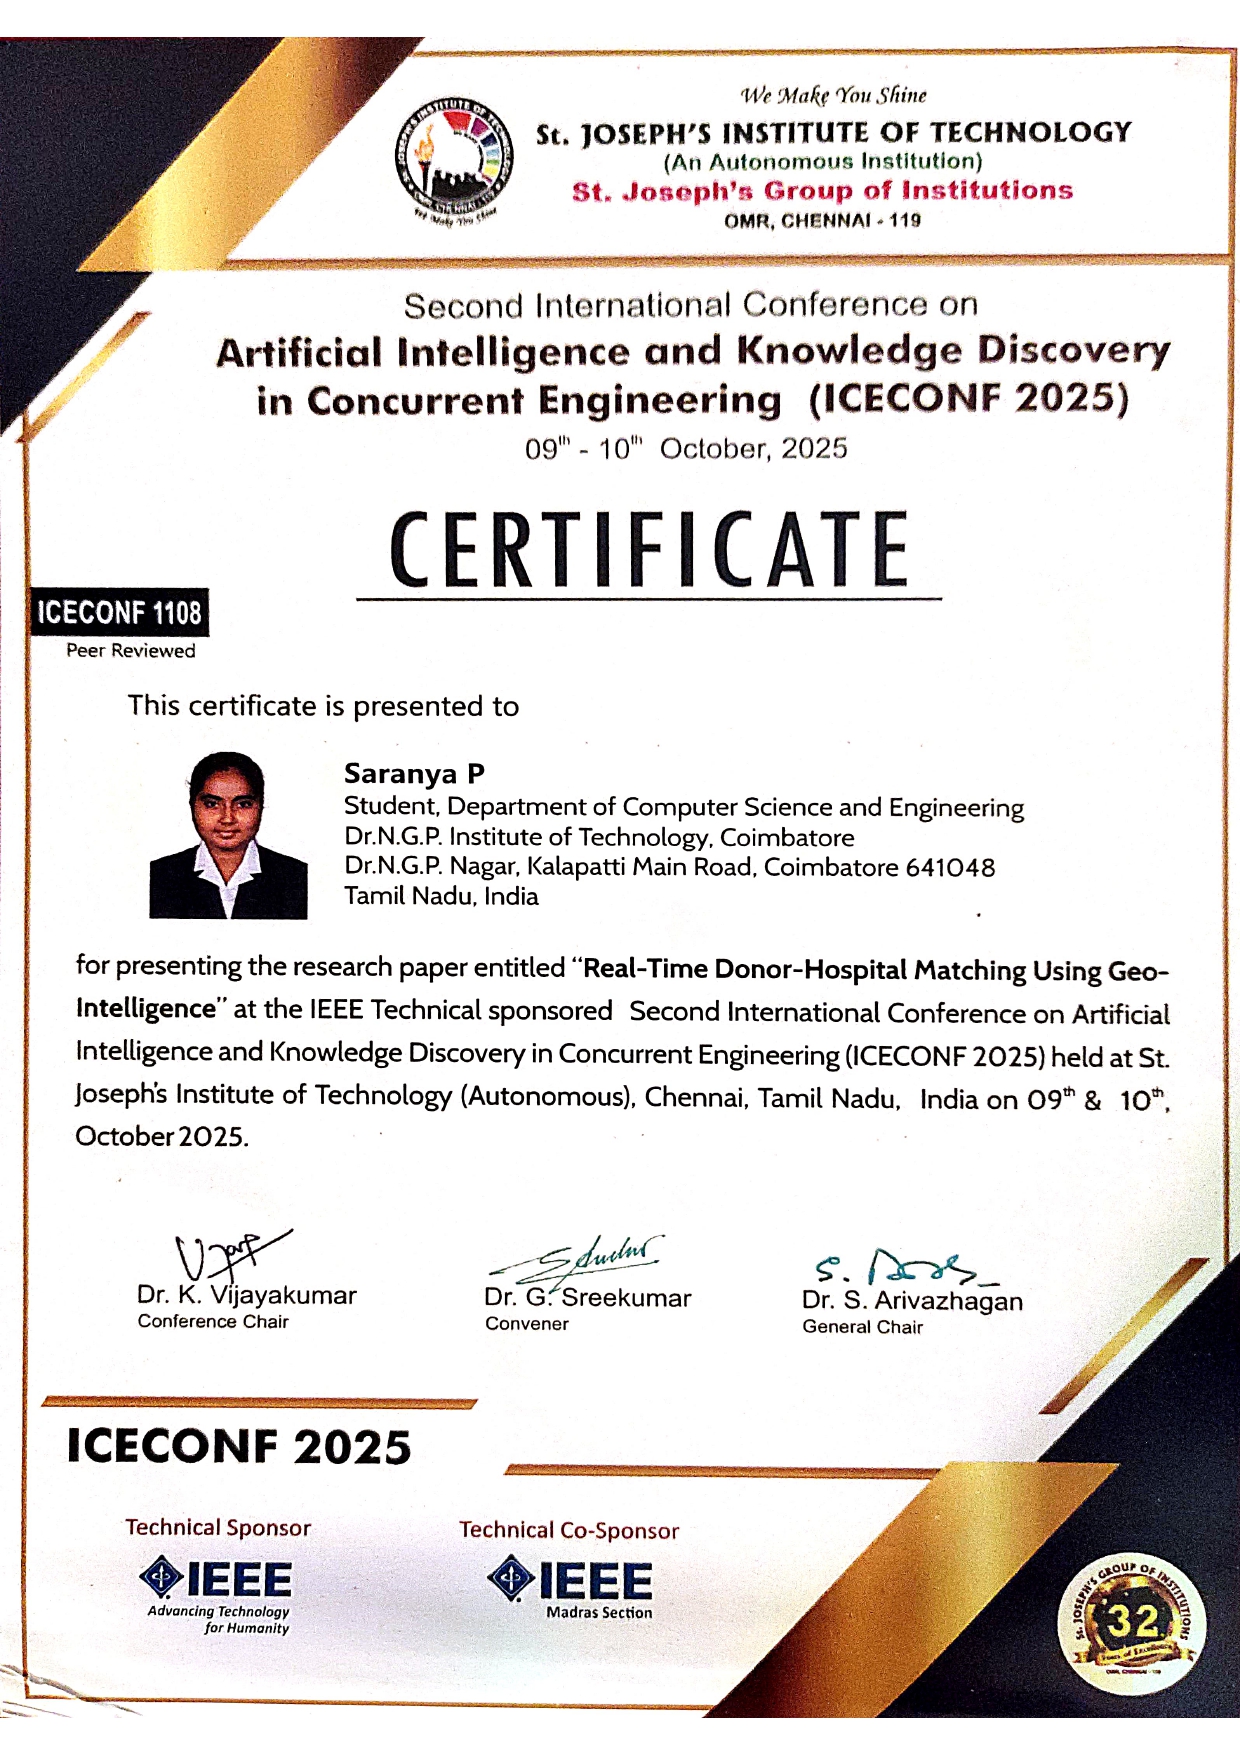 We Make You Shine
St. JOSEPH'S INSTITUTE OF TECHNOLOGY
(An Autonomous Institution)
St. Joseph's Group of Institutions
OMR, CHENNAI - 119
Second International Conference on
Artificial Intelligence and Knowledge Discovery
in Concurrent Engineering (ICECONF 2025)
09th - 10th October, 2025
CERTIFICATE
ICECONF 1108
Peer Reviewed
This certificate is presented to
Saranya P
Student, Department of Computer Science and Engineering
Dr.N.G.P. Institute of Technology, Coimbatore
Dr.N.G.P. Nagar, Kalapatti Main Road, Coimbatore 641048
Tamil Nadu, India
for presenting the research paper entitled “Real-Time Donor-Hospital Matching Using Geo-
Intelligence” at the IEEE Technical sponsored Second International Conference on Artificial
Intelligence and Knowledge Discovery in Concurrent Engineering (ICECONF 2025) held at St.
Joseph's Institute of Technology (Autonomous), Chennai, Tamil Nadu, India on 09th & 10th,
October 2025.
Dr. K. Vijayakumar
Conference Chair
Dr. G. Sreekumar
Convener
Dr. S. Arivazhagan
General Chair
ICECONF 2025
Technical Sponsor
IEEE
Advancing Technology
for Humanity
Technical Co-Sponsor
IEEE
Madras Section
St. JOSEPH'S GROUP OF INSTITUTIONS
32
Years of Excellence